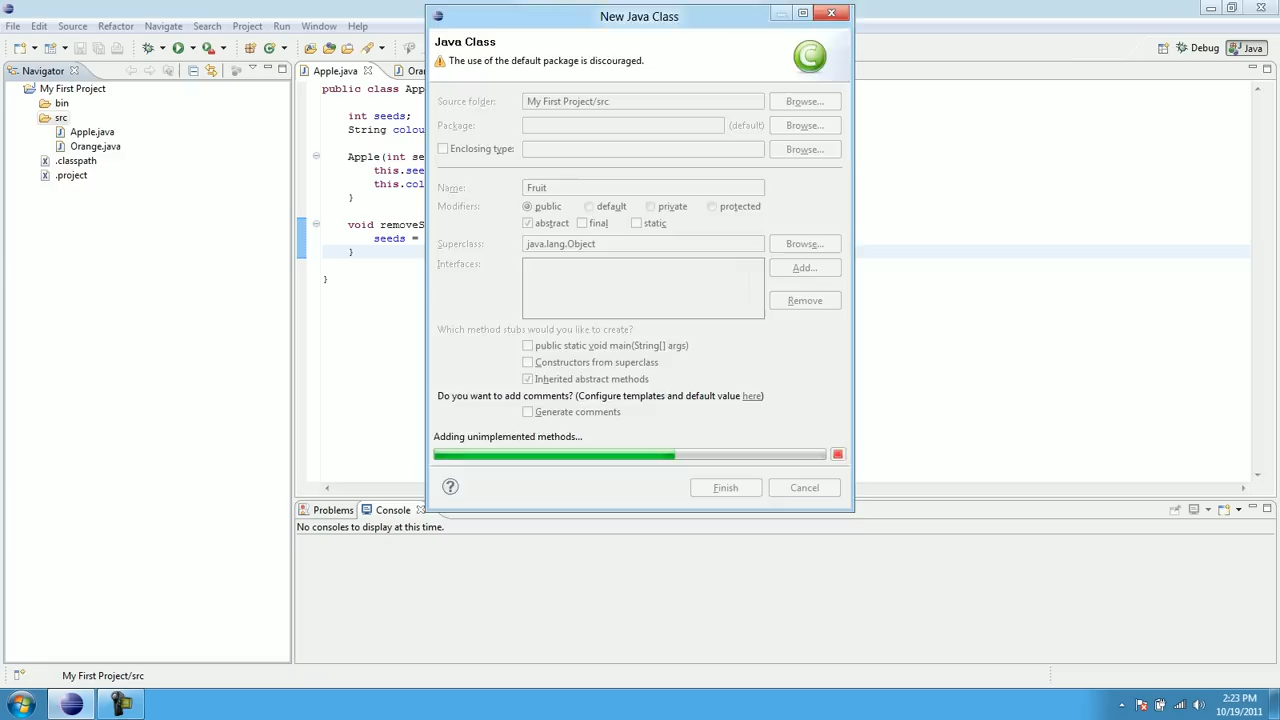 New Java Class
File Edit Source Refactor Navigate Search Project Run Window Help
Java Class
The use of the default package is discouraged.
Debug Java
Navigator
Apple.java
My First Project
bin
src
Apple.java
Orange.java
.classpath
.project
public class App
int seeds;
String colou
Apple(int se
this.see
this.col
}
void removeS
seeds =
}
}
Source folder: My First Project/src Browse...
Package: (default) Browse...
Enclosing type: Browse...
Name: Fruit
Modifiers: public default private protected
abstract final static
Superclass: java.lang.Object Browse...
Interfaces: Add...
Remove
Which method stubs would you like to create?
public static void main(String[] args)
Constructors from superclass
Inherited abstract methods
Do you want to add comments? (Configure templates and default value here)
Generate comments
Adding unimplemented methods...
Finish Cancel
Problems Console
No consoles to display at this time.
My First Project/src
2:23 PM
10/19/2011